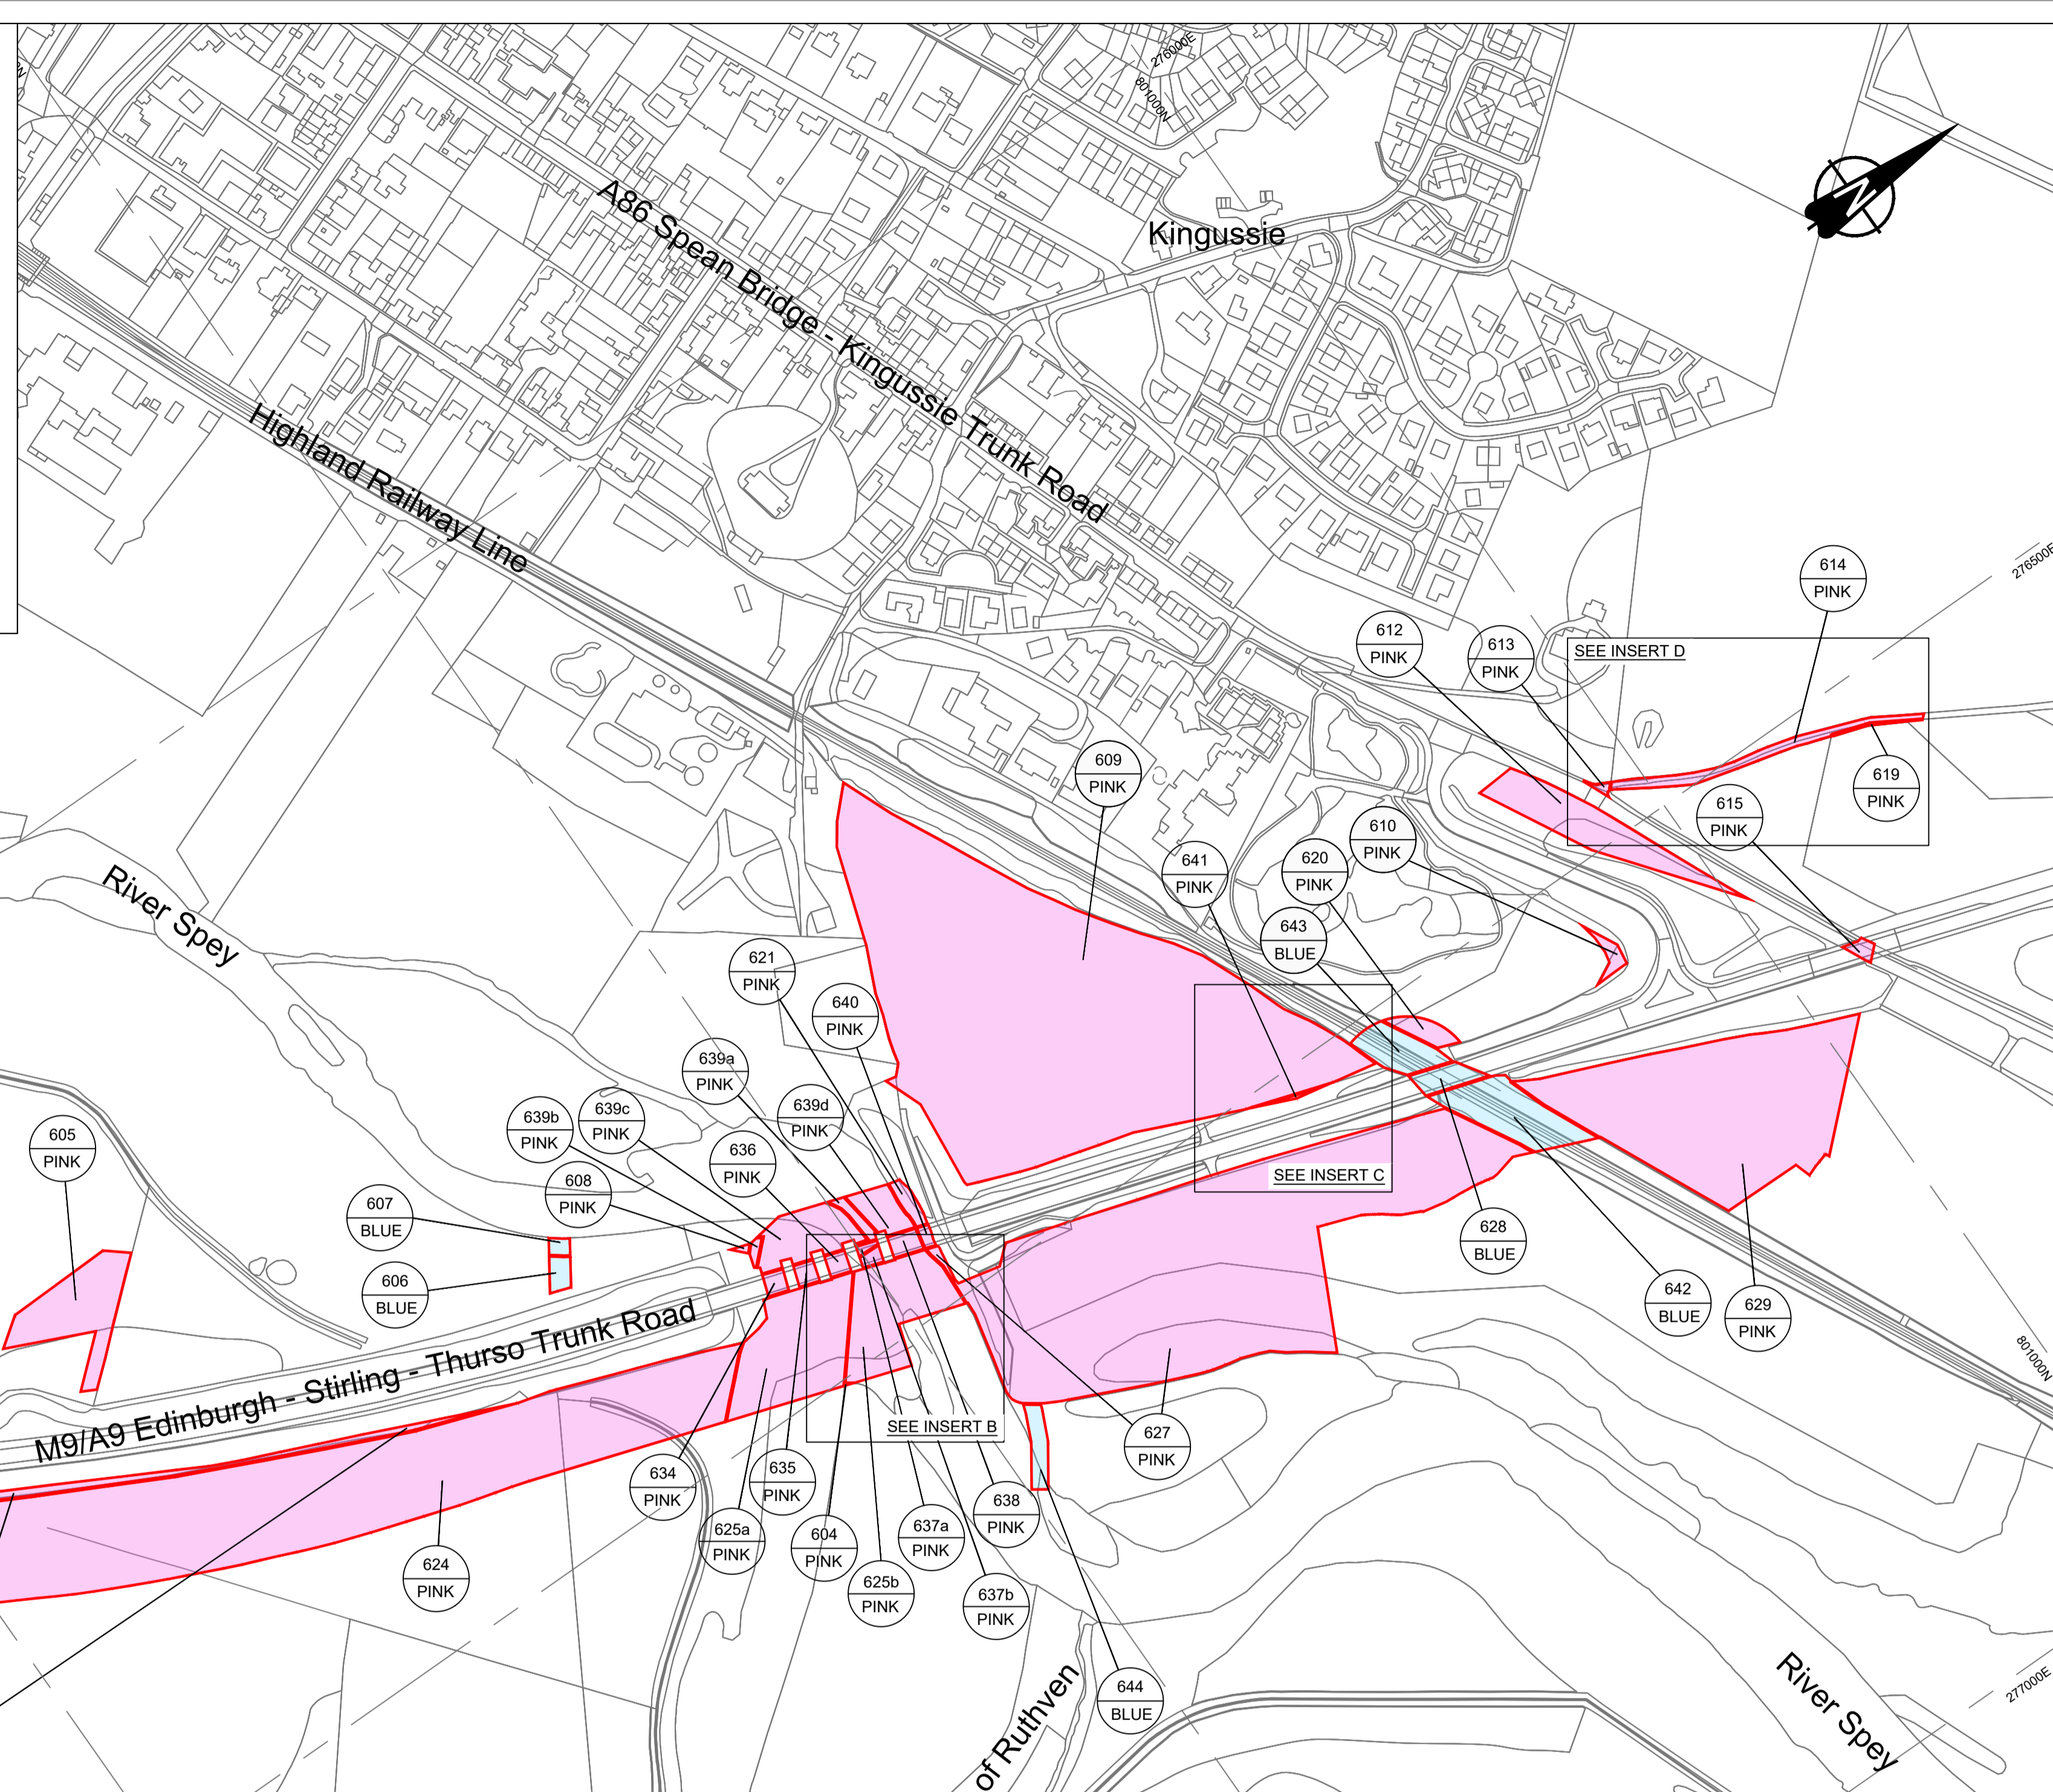 276000E
801000N
A86 Spean Bridge - Kingussie Trunk Road
Kingussie
N
Highland Railway Line
276500E
614
PINK
612
PINK
613
PINK
SEE INSERT D
609
PINK
619
PINK
615
PINK
610
PINK
620
PINK
641
PINK
643
BLUE
River Spey
621
PINK
640
PINK
639a
PINK
639d
PINK
639b
PINK
639c
PINK
636
PINK
605
PINK
608
PINK
607
BLUE
606
BLUE
SEE INSERT C
628
BLUE
642
BLUE
629
PINK
M9/A9 Edinburgh - Stirling - Thurso Trunk Road
801000N
SEE INSERT B
627
PINK
634
PINK
635
PINK
638
PINK
625a
PINK
604
PINK
637a
PINK
624
PINK
625b
PINK
637b
PINK
644
BLUE
of Ruthven
River Spey
277000E